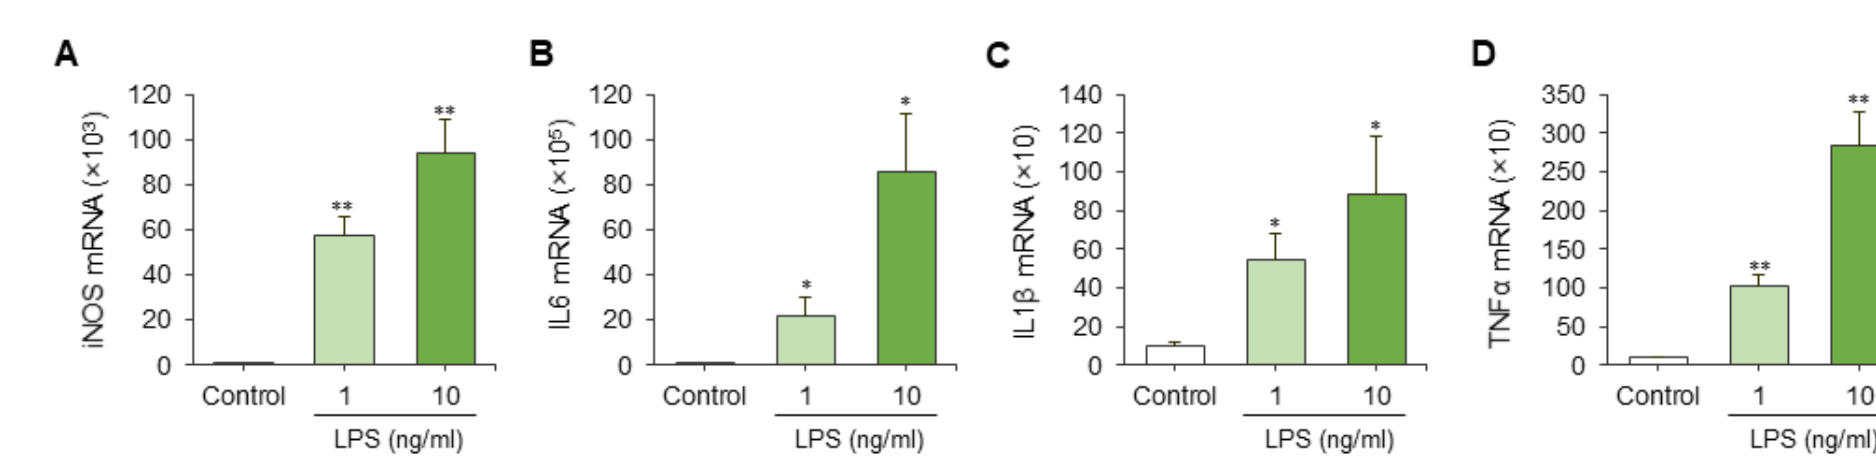 A
iNOS mRNA (×10³)
120
100
80
60
40
20
0
**
**
Control 1 10
LPS (ng/ml)
B
IL6 mRNA (×10⁵)
120
100
80
60
40
20
0
*
*
Control 1 10
LPS (ng/ml)
C
IL1β mRNA (×10)
140
120
100
80
60
40
20
0
*
*
Control 1 10
LPS (ng/ml)
D
TNFα mRNA (×10)
350
300
250
200
150
100
50
0
**
**
Control 1 10
LPS (ng/ml)